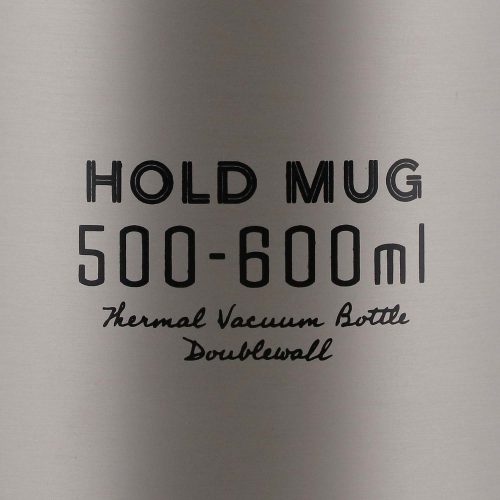 HOLD MUG
500-600ml
Thermal Vacuum Bottle
Doublewall